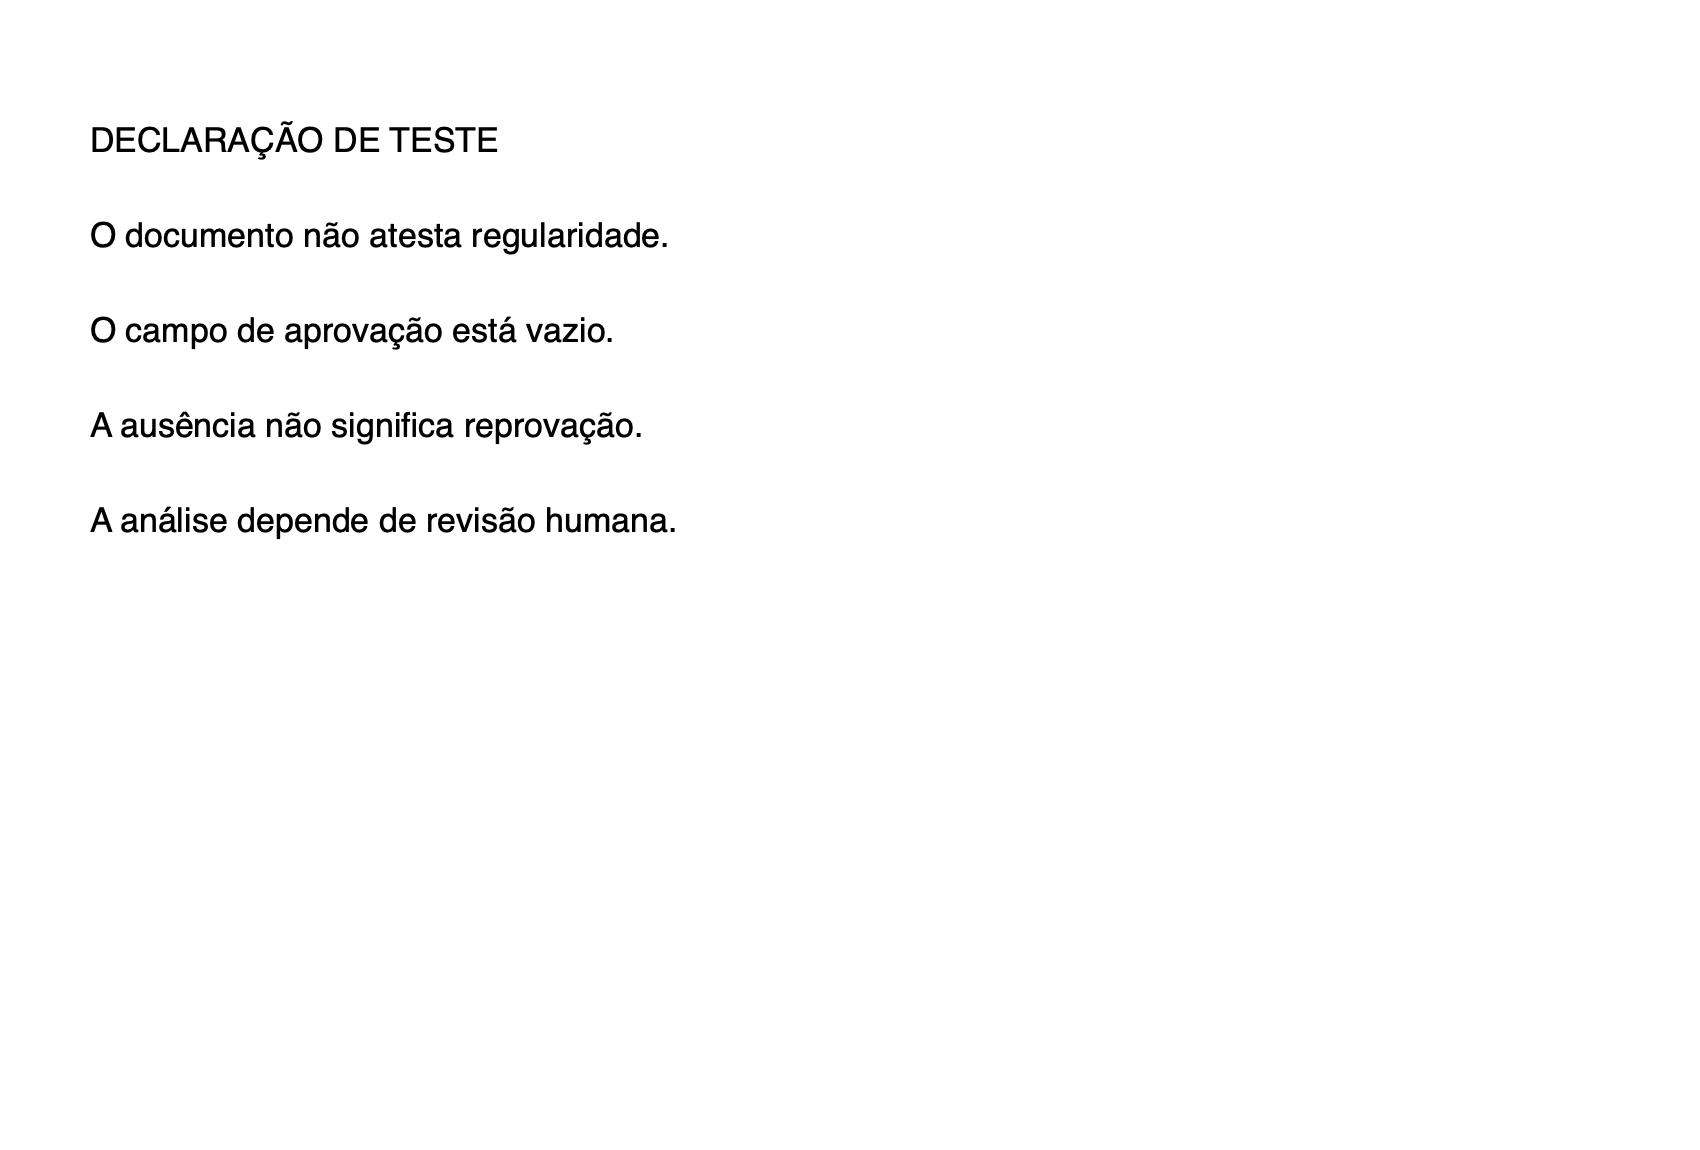 DECLARAÇÃO DE TESTE
O documento não atesta regularidade.
O campo de aprovação está vazio.
A ausência não significa reprovação.
A análise depende de revisão humana.